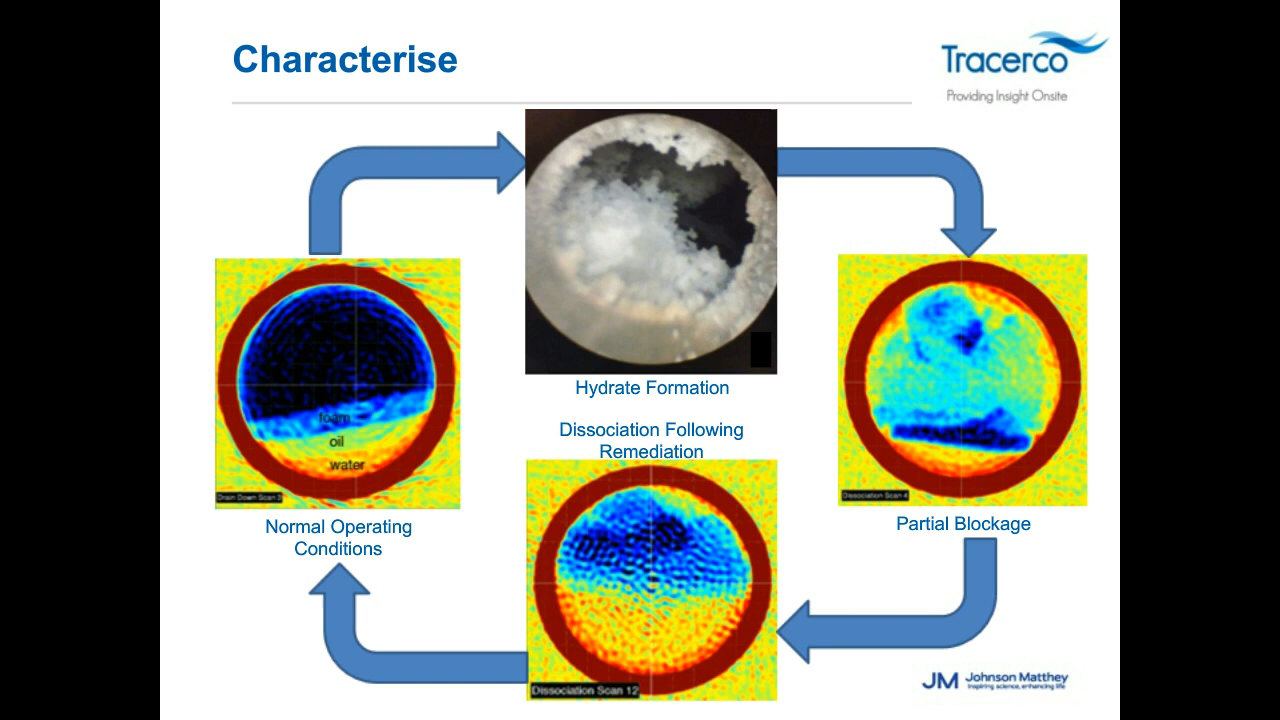 Characterise
Tracerco
Providing Insight Onsite
Hydrate Formation
Dissociation Following
Remediation
foam
oil
water
Drain Down Scan 3
Normal Operating
Conditions
Dissociation Scan 4
Partial Blockage
Dissociation Scan 12
JM Johnson Matthey
Inspiring science, enhancing life